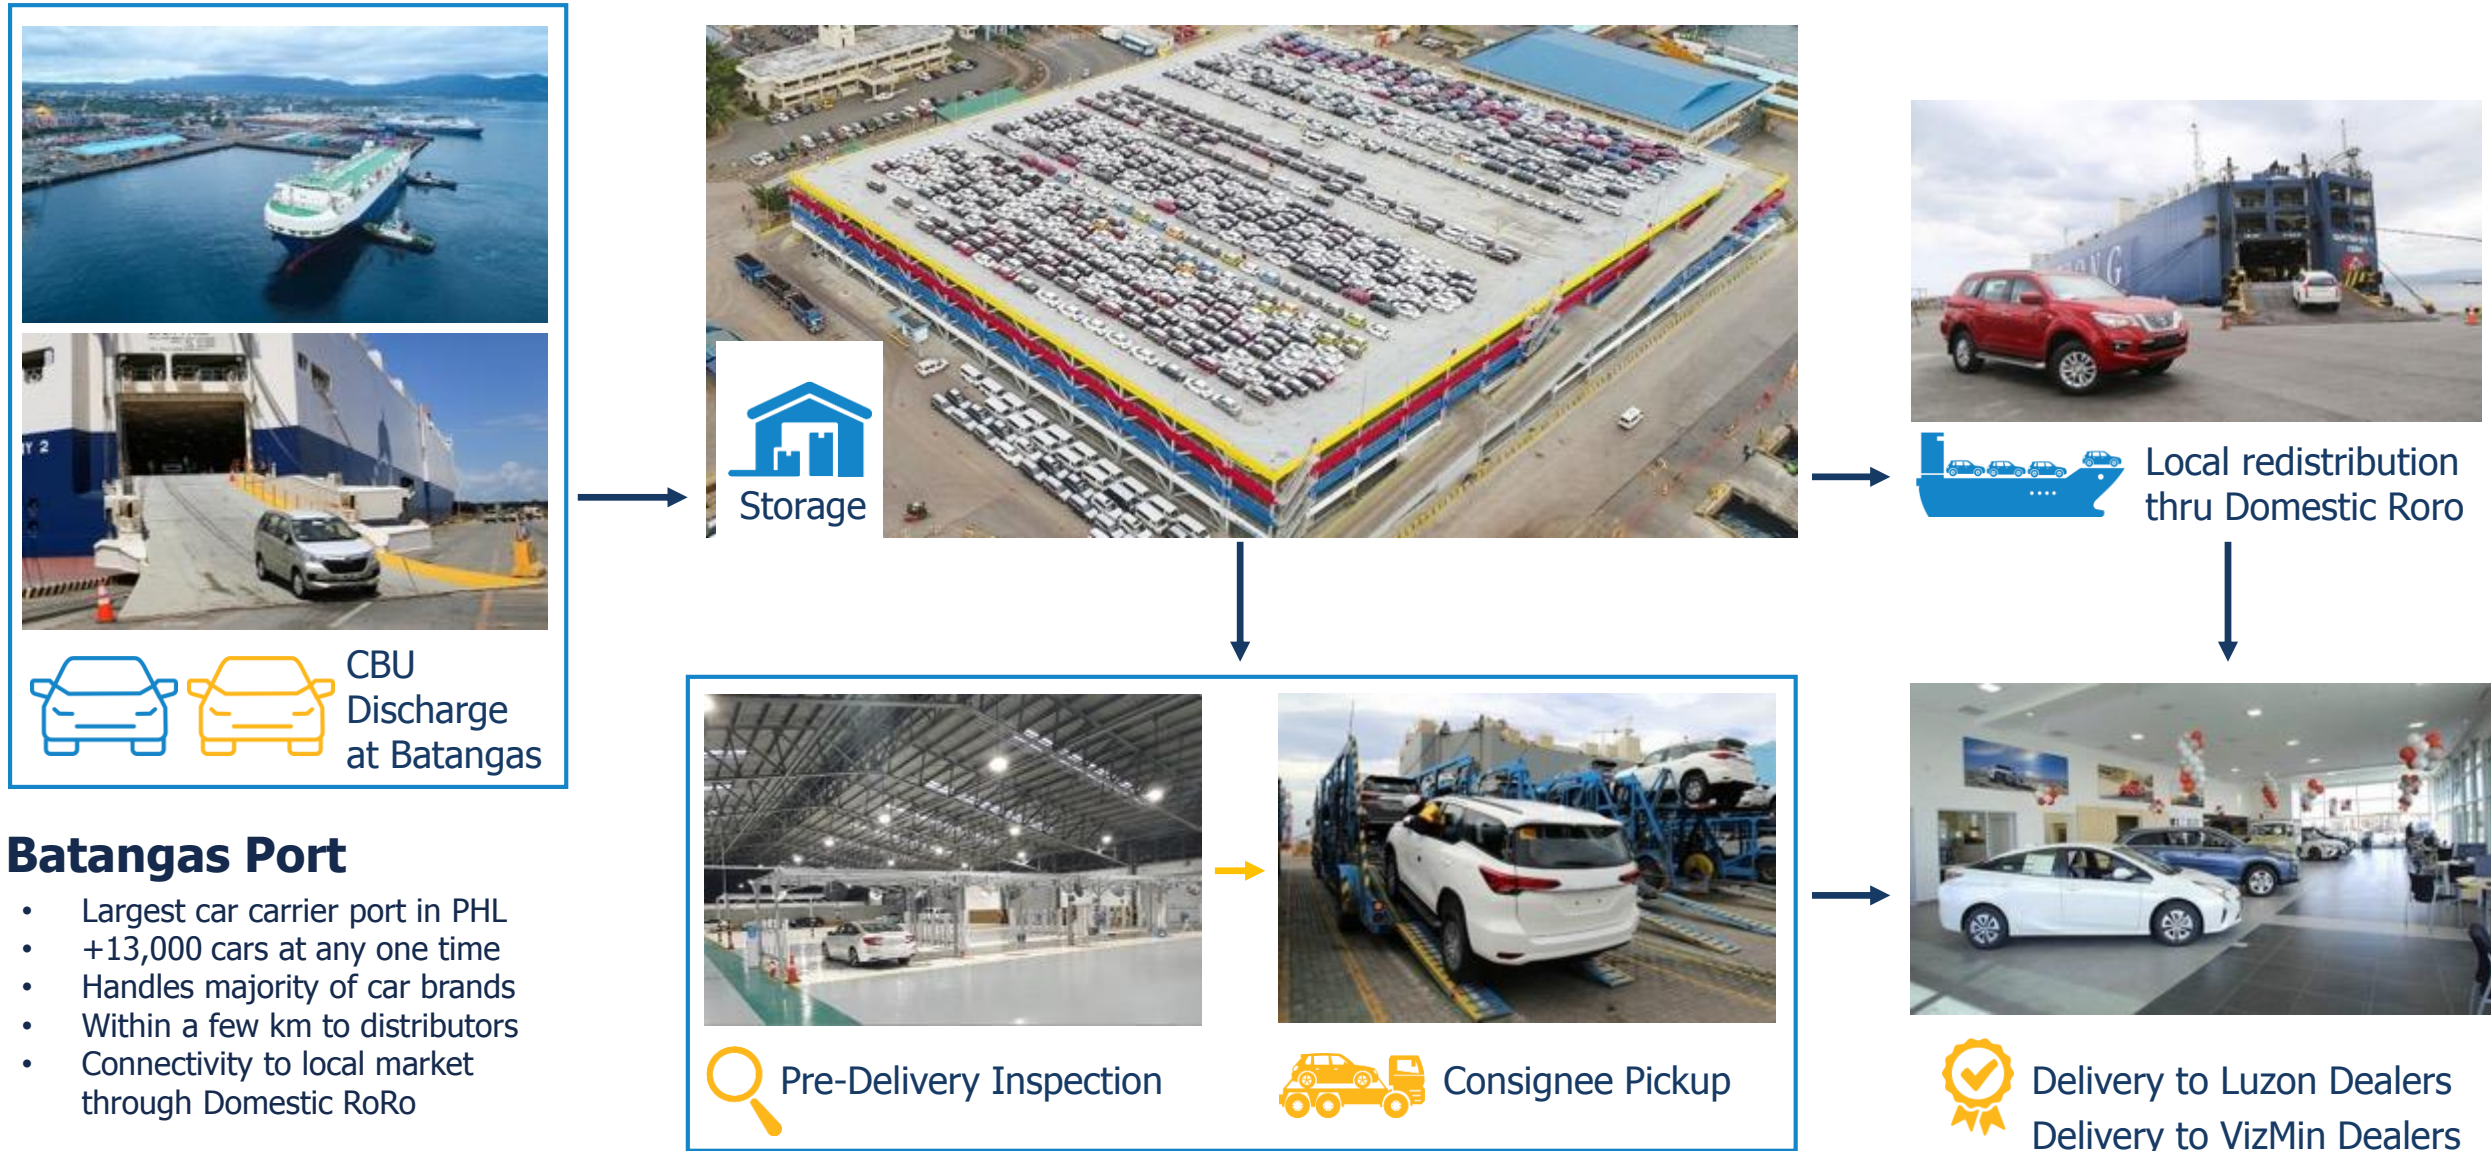 CBU
Discharge
at Batangas
Storage
Local redistribution
thru Domestic Roro
Batangas Port
• Largest car carrier port in PHL
• +13,000 cars at any one time
• Handles majority of car brands
• Within a few km to distributors
• Connectivity to local market
through Domestic RoRo
Pre-Delivery Inspection
Consignee Pickup
Delivery to Luzon Dealers
Delivery to VizMin Dealers